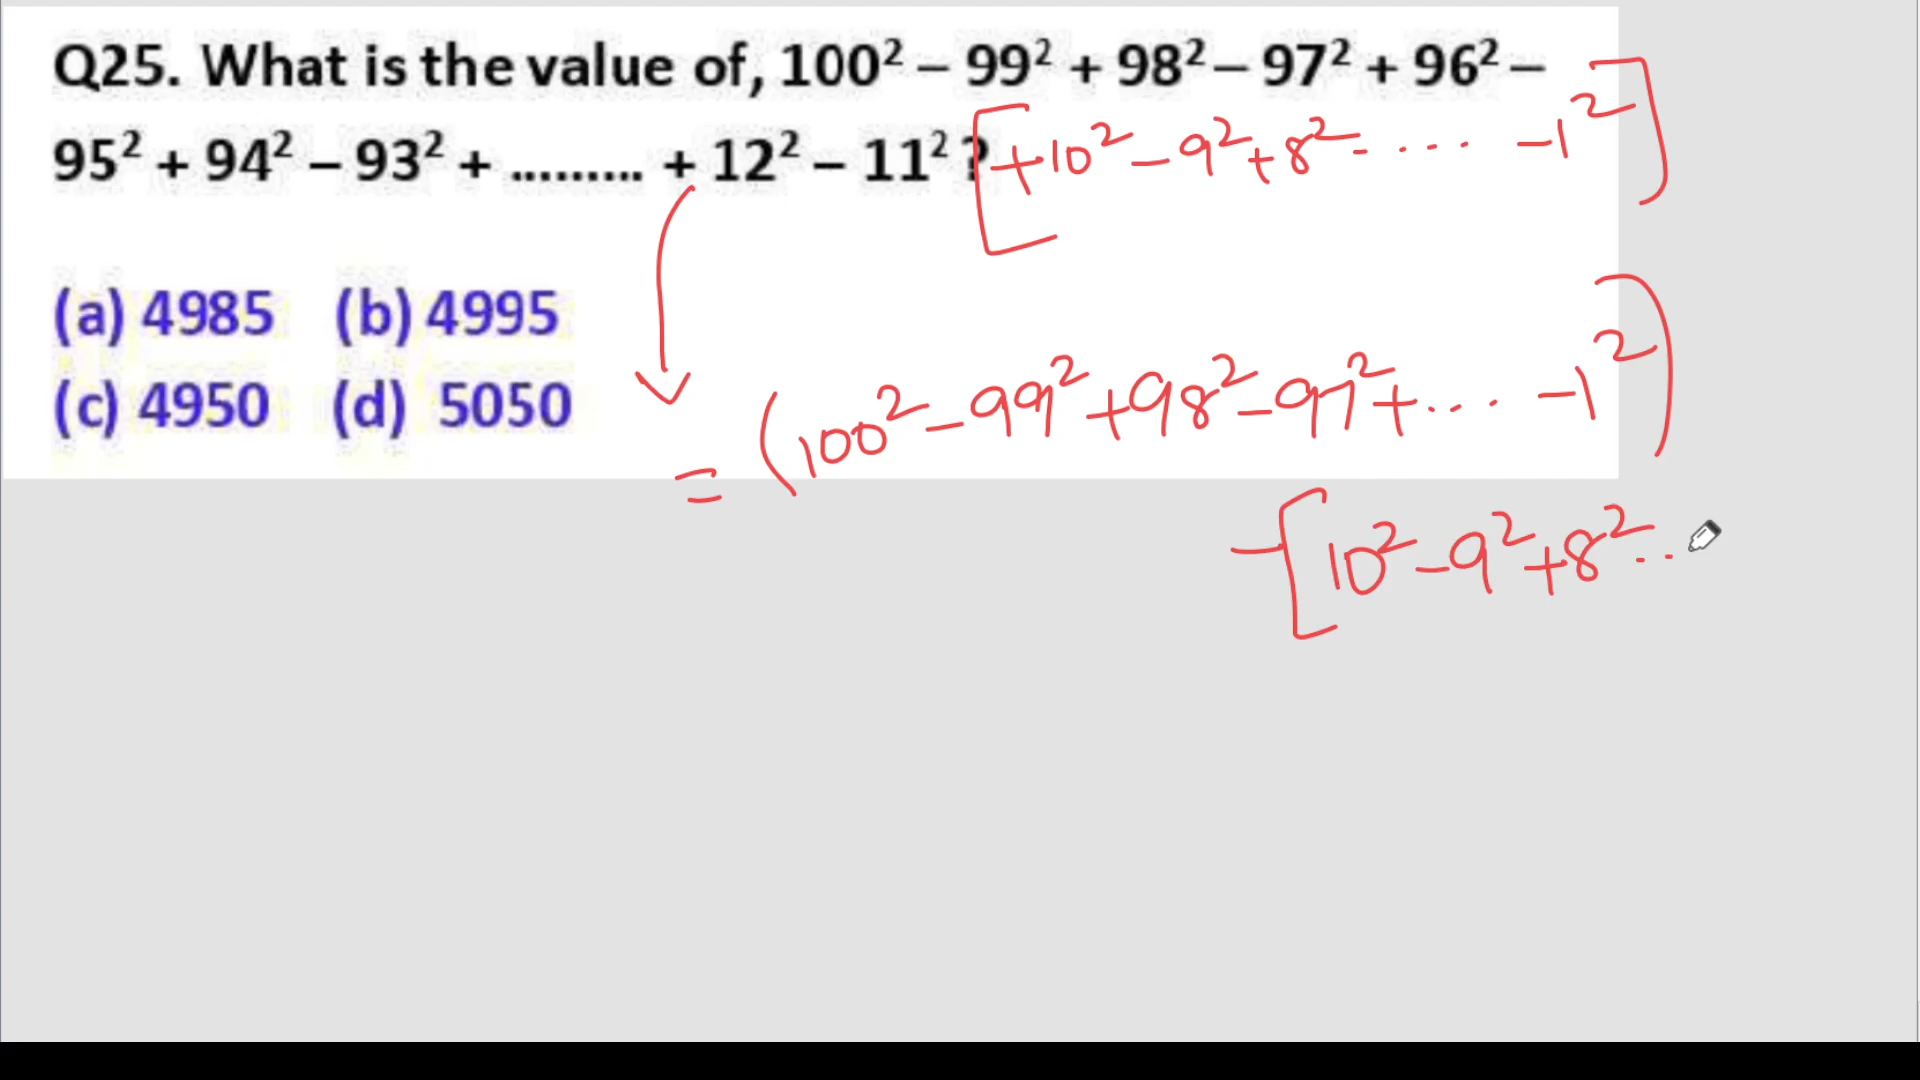 Q25. What is the value of, 100² – 99² + 98² – 97² + 96² –
95² + 94² – 93² + ......... + 12² – 11² ? [+10² – 9² + 8² – .... – 1²]
(a) 4985 (b) 4995
(c) 4950 (d) 5050
= (100² – 99² + 98² – 97² + ... – 1²)
– [10² – 9² + 8² ..